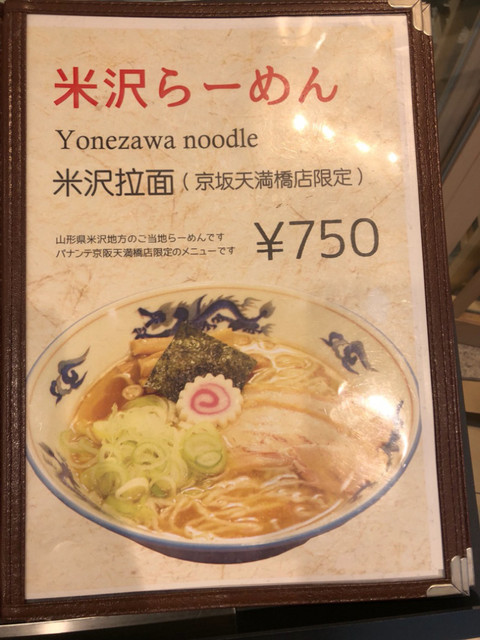 米沢らーめん
Yonezawa noodle
米沢拉面(京坂天満橋店限定)
山形県米沢地方のご当地らーめんです
パナンテ京阪天満橋店限定のメニューです
¥750